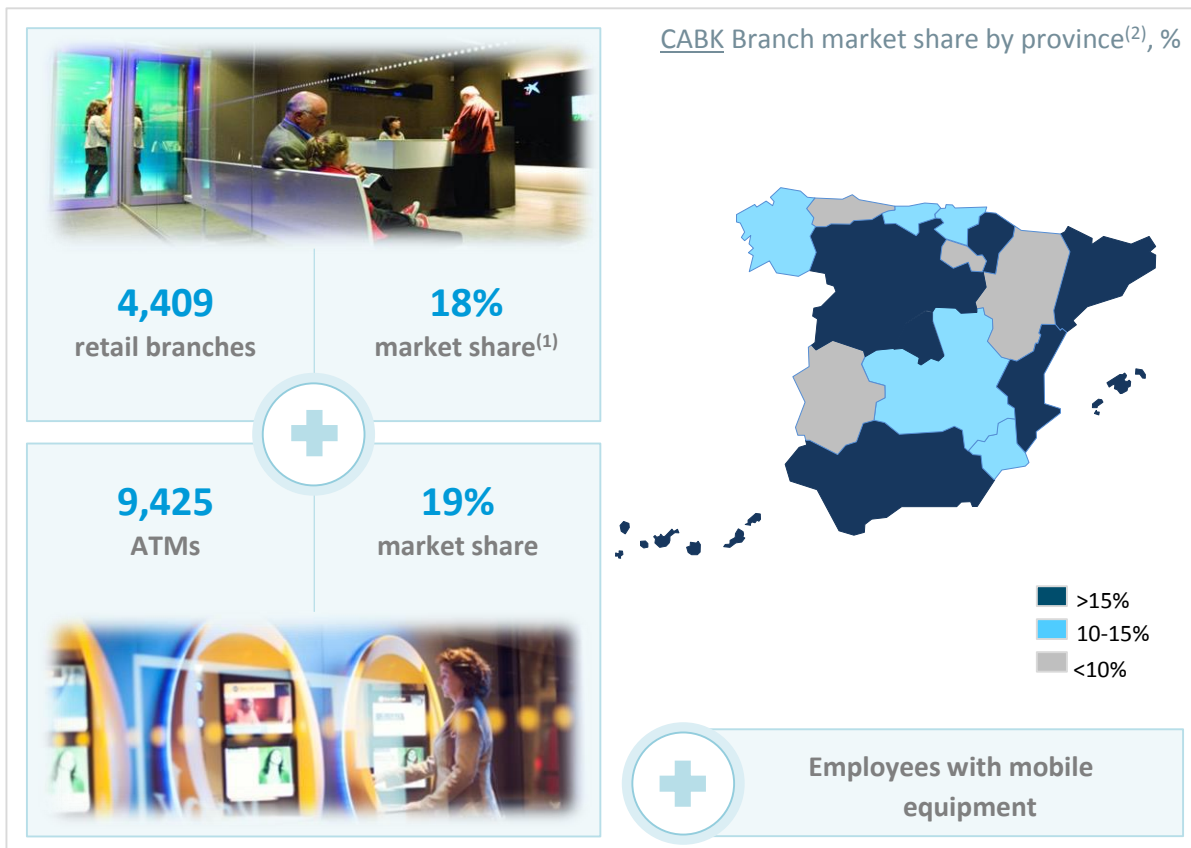 CABK Branch market share by province(2), %
4,409
retail branches
18%
market share(1)
9,425
ATMs
19%
market share
>15%
10-15%
<10%
Employees with mobile
equipment